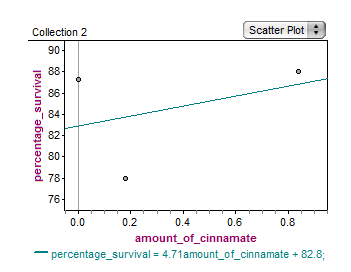 Collection 2
Scatter Plot
percentage_survival
90
88
86
84
82
80
78
76
0.0 0.2 0.4 0.6 0.8
amount_of_cinnamate
percentage_survival = 4.71amount_of_cinnamate + 82.8;